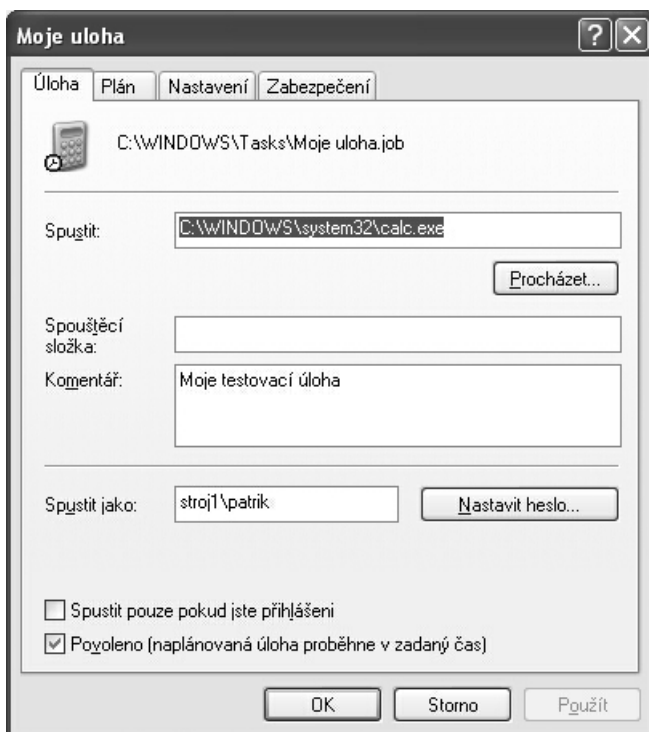 Moje uloha
Úloha Plán Nastavení Zabezpečení
C:\WINDOWS\Tasks\Moje uloha.job
Spustit: C:\WINDOWS\system32\calc.exe
Procházet...
Spouštěcí
složka:
Komentář: Moje testovací úloha
Spustit jako: stroj1\patrik Nastavit heslo...
Spustit pouze pokud jste přihlášeni
Povoleno (naplánovaná úloha proběhne v zadaný čas)
OK Storno Použít